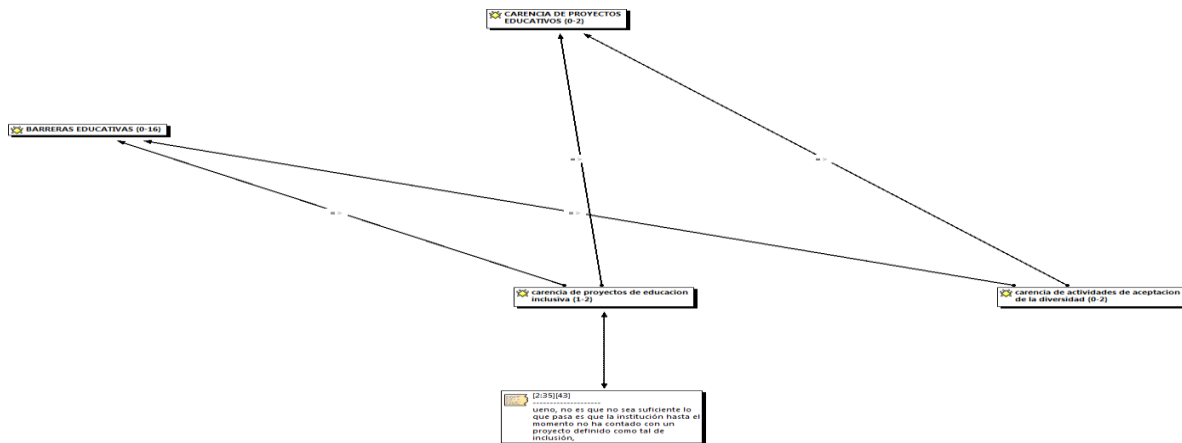 CARENCIA DE PROYECTOS
EDUCATIVOS (0-2)
BARRERAS EDUCATIVAS (0-16)
carencia de proyectos de educacion
inclusiva (1-2)
carencia de actividades de aceptacion
de la diversidad (0-2)
[2:35][43]
--------------------
ueno, no es que no sea suficiente lo
que pasa es que la institución hasta el
momento no ha contado con un
proyecto definido como tal de
inclusión,